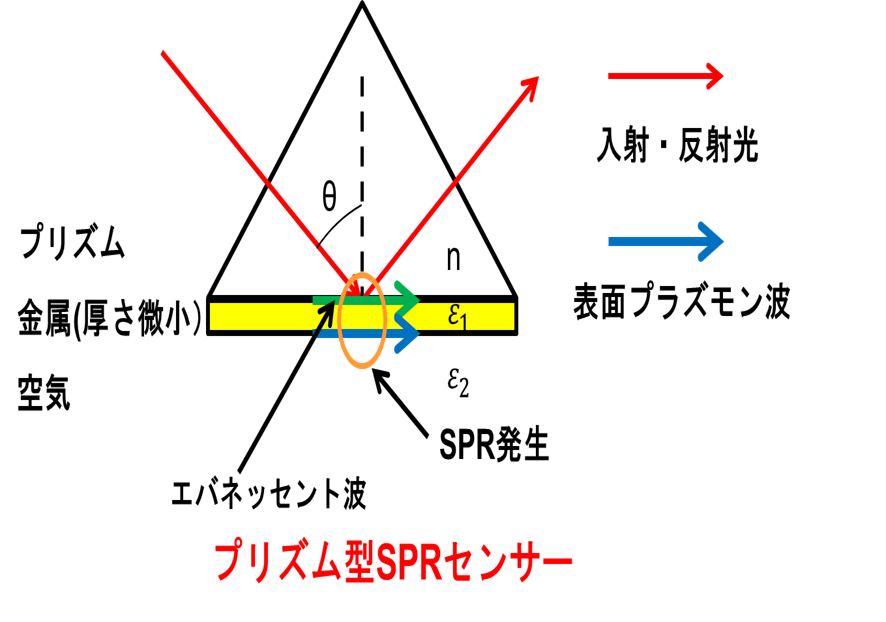 入射・反射光
θ
プリズム
n
表面プラズモン波
金属(厚さ微小)
ε1
空気
ε2
SPR発生
エバネッセント波
プリズム型SPRセンサー